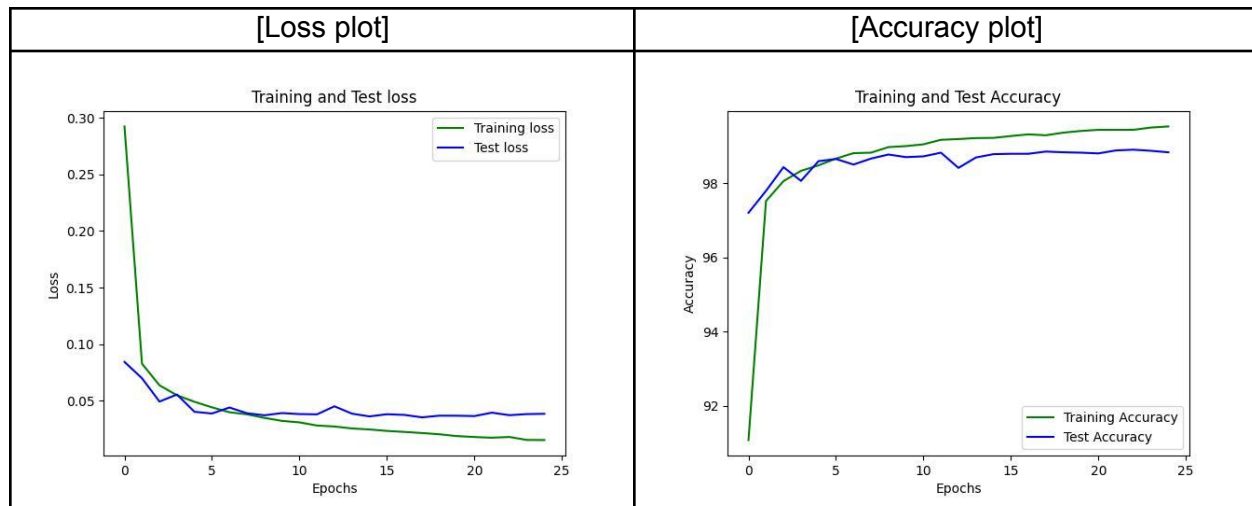 [Loss plot]
[Accuracy plot]
Training and Test loss
0.30
0.25
0.20
0.15
0.10
0.05
Loss
Training loss
Test loss
0
5
10
15
20
25
Epochs
Training and Test Accuracy
98
96
94
92
Accuracy
Training Accuracy
Test Accuracy
0
5
10
15
20
25
Epochs